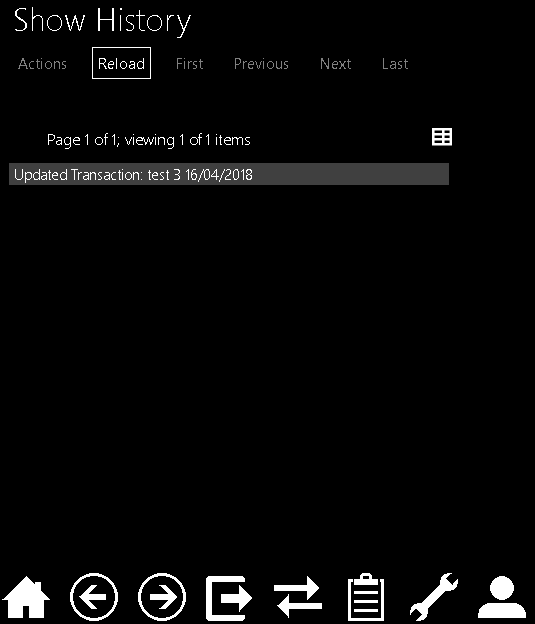 Show History
Actions Reload First Previous Next Last
Page 1 of 1; viewing 1 of 1 items
Updated Transaction: test 3 16/04/2018